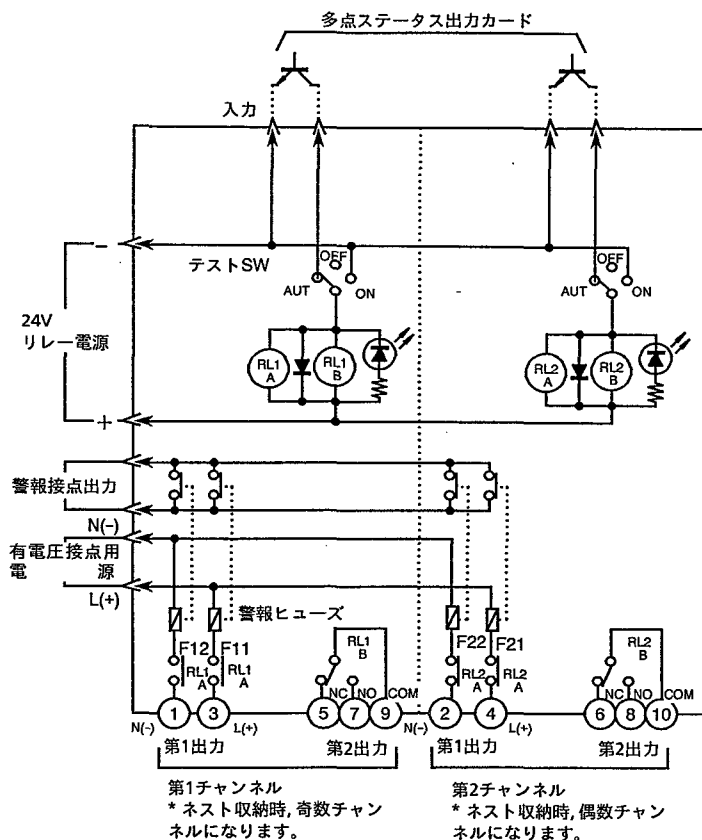 多点ステータス出力カード
入力
−
テストSW
OFF
AUT
ON
OFF
AUT
ON
24V
リレー電源
RL1
A
RL1
B
RL2
A
RL2
B
+
警報接点出力
N(-)
有電圧接点用
電 源
L(+)
警報ヒューズ
F12
F11
F22
F21
RL1
A
RL1
A
RL1
B
RL2
A
RL2
A
RL2
B
NC
NO
COM
NC
NO
COM
N(-)
1
3
L(+)
5
7
9
N(-)
2
4
L(+)
6
8
10
第1出力
第2出力
第1出力
第2出力
第1チャンネル
* ネスト収納時, 奇数チャン
ネルになります。
第2チャンネル
* ネスト収納時, 偶数チャン
ネルになります。